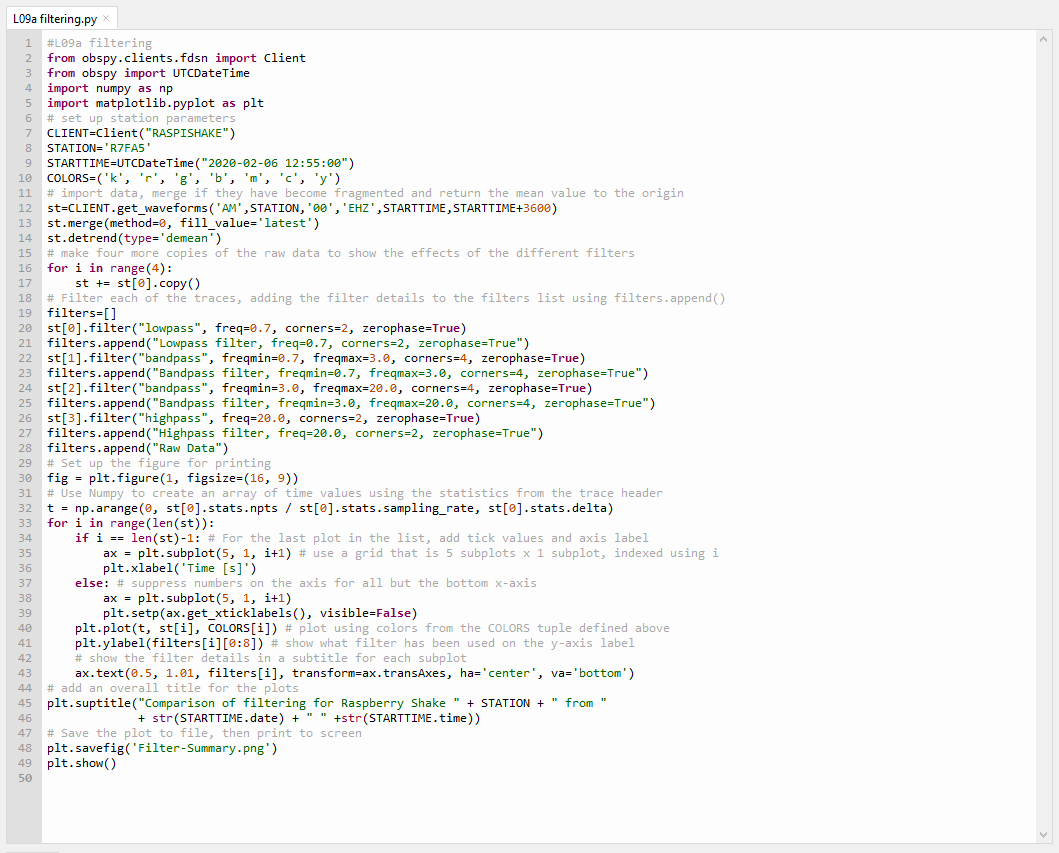 L09a filtering.py ×
1 #L09a filtering
2 from obspy.clients.fdsn import Client
3 from obspy import UTCDateTime
4 import numpy as np
5 import matplotlib.pyplot as plt
6 # set up station parameters
7 CLIENT=Client("RASPISHAKE")
8 STATION='R7FA5'
9 STARTTIME=UTCDateTime("2020-02-06 12:55:00")
10 COLORS=('k', 'r', 'g', 'b', 'm', 'c', 'y')
11 # import data, merge if they have become fragmented and return the mean value to the origin
12 st=CLIENT.get_waveforms('AM',STATION,'00','EHZ',STARTTIME,STARTTIME+3600)
13 st.merge(method=0, fill_value='latest')
14 st.detrend(type='demean')
15 # make four more copies of the raw data to show the effects of the different filters
16 for i in range(4):
17     st += st[0].copy()
18 # Filter each of the traces, adding the filter details to the filters list using filters.append()
19 filters=[]
20 st[0].filter("lowpass", freq=0.7, corners=2, zerophase=True)
21 filters.append("Lowpass filter, freq=0.7, corners=2, zerophase=True")
22 st[1].filter("bandpass", freqmin=0.7, freqmax=3.0, corners=4, zerophase=True)
23 filters.append("Bandpass filter, freqmin=0.7, freqmax=3.0, corners=4, zerophase=True")
24 st[2].filter("bandpass", freqmin=3.0, freqmax=20.0, corners=4, zerophase=True)
25 filters.append("Bandpass filter, freqmin=3.0, freqmax=20.0, corners=4, zerophase=True")
26 st[3].filter("highpass", freq=20.0, corners=2, zerophase=True)
27 filters.append("Highpass filter, freq=20.0, corners=2, zerophase=True")
28 filters.append("Raw Data")
29 # Set up the figure for printing
30 fig = plt.figure(1, figsize=(16, 9))
31 # Use Numpy to create an array of time values using the statistics from the trace header
32 t = np.arange(0, st[0].stats.npts / st[0].stats.sampling_rate, st[0].stats.delta)
33 for i in range(len(st)):
34     if i == len(st)-1: # For the last plot in the list, add tick values and axis label
35         ax = plt.subplot(5, 1, i+1) # use a grid that is 5 subplots x 1 subplot, indexed using i
36         plt.xlabel('Time [s]')
37     else: # suppress numbers on the axis for all but the bottom x-axis
38         ax = plt.subplot(5, 1, i+1)
39         plt.setp(ax.get_xticklabels(), visible=False)
40     plt.plot(t, st[i], COLORS[i]) # plot using colors from the COLORS tuple defined above
41     plt.ylabel(filters[i][0:8]) # show what filter has been used on the y-axis label
42     # show the filter details in a subtitle for each subplot
43     ax.text(0.5, 1.01, filters[i], transform=ax.transAxes, ha='center', va='bottom')
44 # add an overall title for the plots
45 plt.suptitle("Comparison of filtering for Raspberry Shake " + STATION + " from "
46              + str(STARTTIME.date) + " " +str(STARTTIME.time))
47 # Save the plot to file, then print to screen
48 plt.savefig('Filter-Summary.png')
49 plt.show()
50